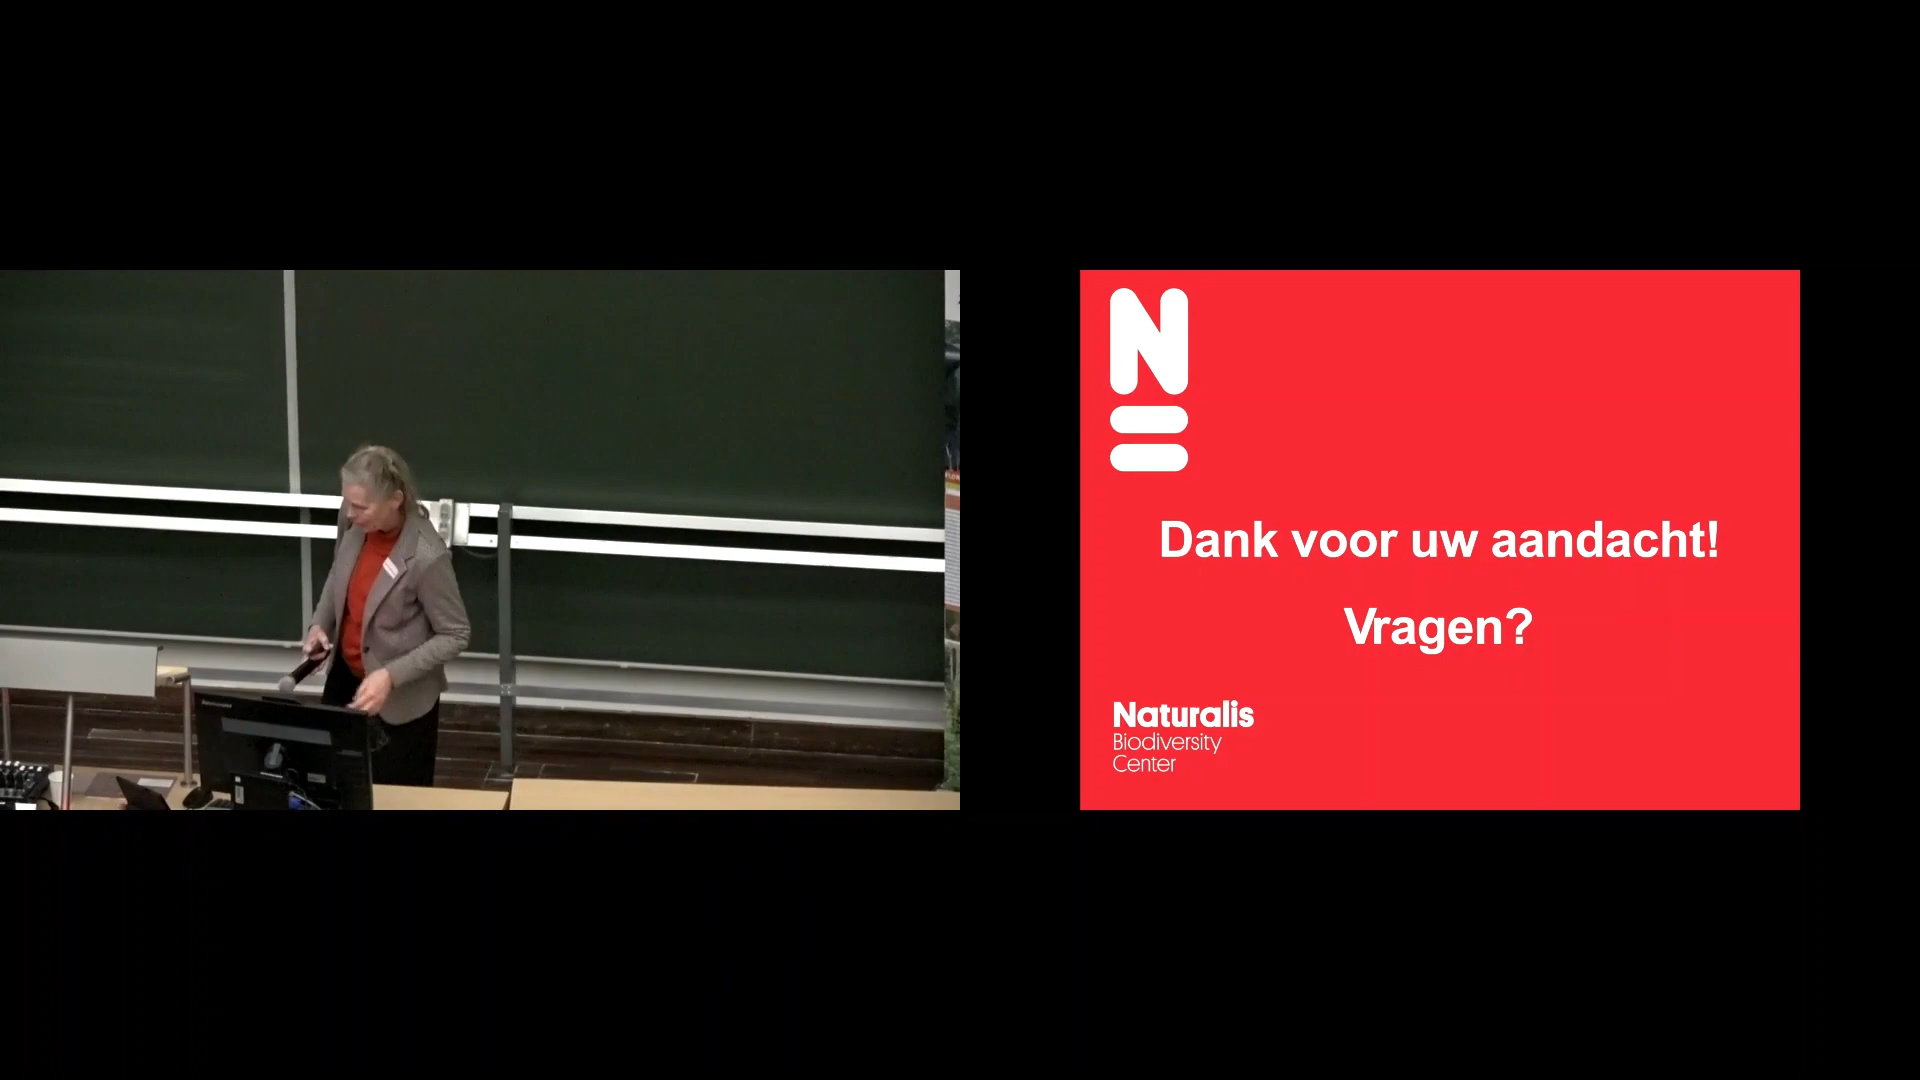 Dank voor uw aandacht!
Vragen?
Naturalis
Biodiversity
Center